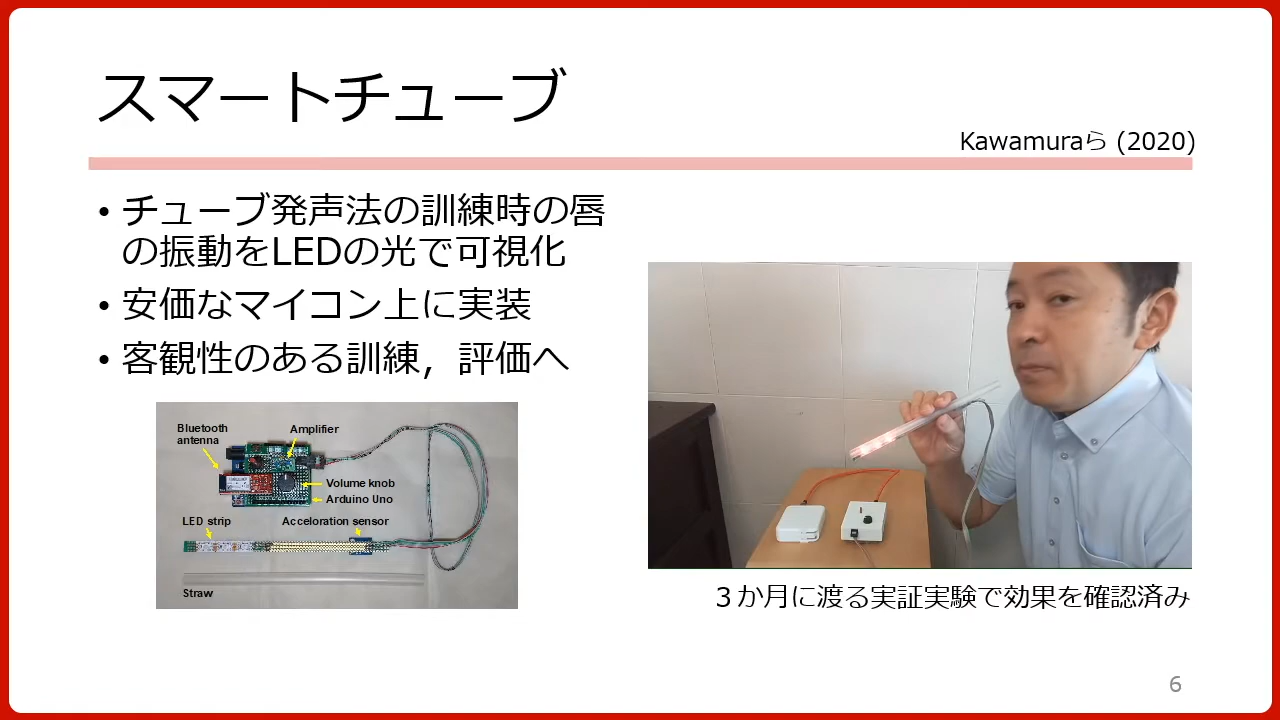 スマートチューブ
Kawamuraら (2020)
• チューブ発声法の訓練時の唇
の振動をLEDの光で可視化
• 安価なマイコン上に実装
• 客観性のある訓練，評価へ
Bluetooth
antenna
Amplifier
Volume knob
Arduino Uno
LED strip
Acceloration sensor
Straw
３か月に渡る実証実験で効果を確認済み
6